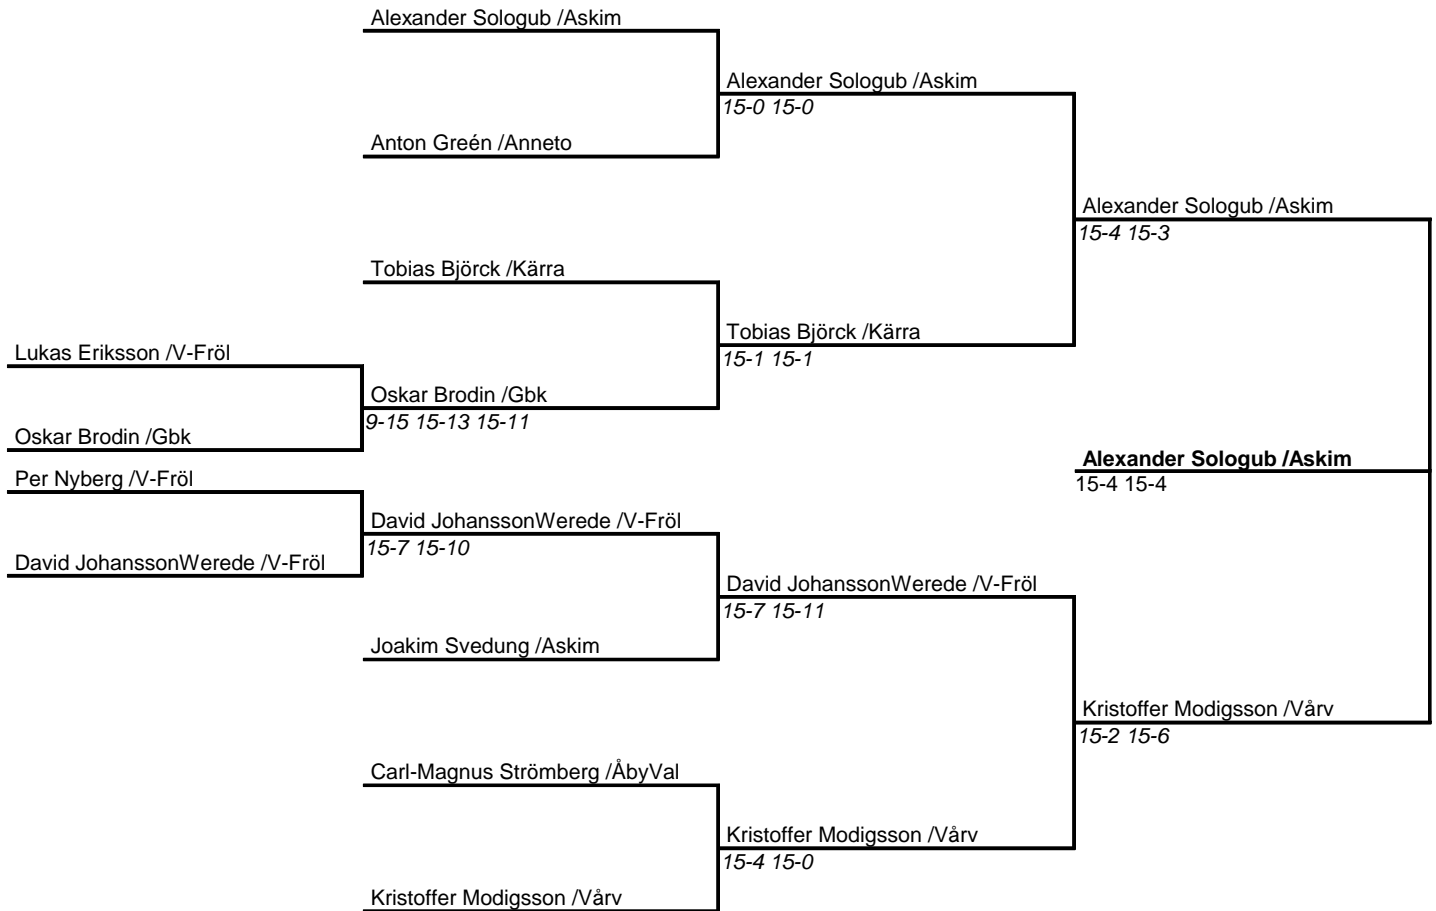 Alexander Sologub /Askim
Alexander Sologub /Askim
15-0 15-0
Anton Greén /Anneto
Alexander Sologub /Askim
15-4 15-3
Tobias Björck /Kärra
Tobias Björck /Kärra
15-1 15-1
Lukas Eriksson /V-Fröl
Oskar Brodin /Gbk
9-15 15-13 15-11
Oskar Brodin /Gbk
Alexander Sologub /Askim
15-4 15-4
Per Nyberg /V-Fröl
David JohanssonWerede /V-Fröl
15-7 15-10
David JohanssonWerede /V-Fröl
David JohanssonWerede /V-Fröl
15-7 15-11
Joakim Svedung /Askim
Kristoffer Modigsson /Vårv
15-2 15-6
Carl-Magnus Strömberg /ÅbyVal
Kristoffer Modigsson /Vårv
15-4 15-0
Kristoffer Modigsson /Vårv